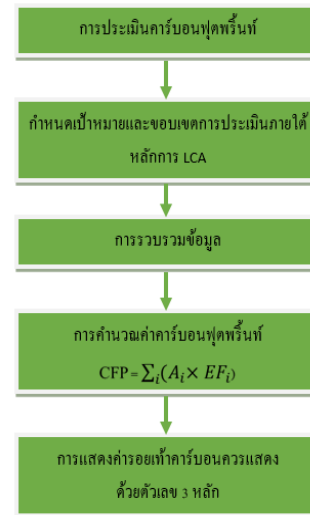 การประเมินคาร์บอนฟุตพริ้นท์
กำหนดเป้าหมายและขอบเขตการประเมินภายใต้
หลักการ LCA
การรวบรวมข้อมูล
การคำนวณค่าคาร์บอนฟุตพริ้นท์
CFP = ∑ᵢ(Aᵢ × EFᵢ)
การแสดงค่ารอยเท้าคาร์บอนควรแสดง
ด้วยตัวเลข 3 หลัก